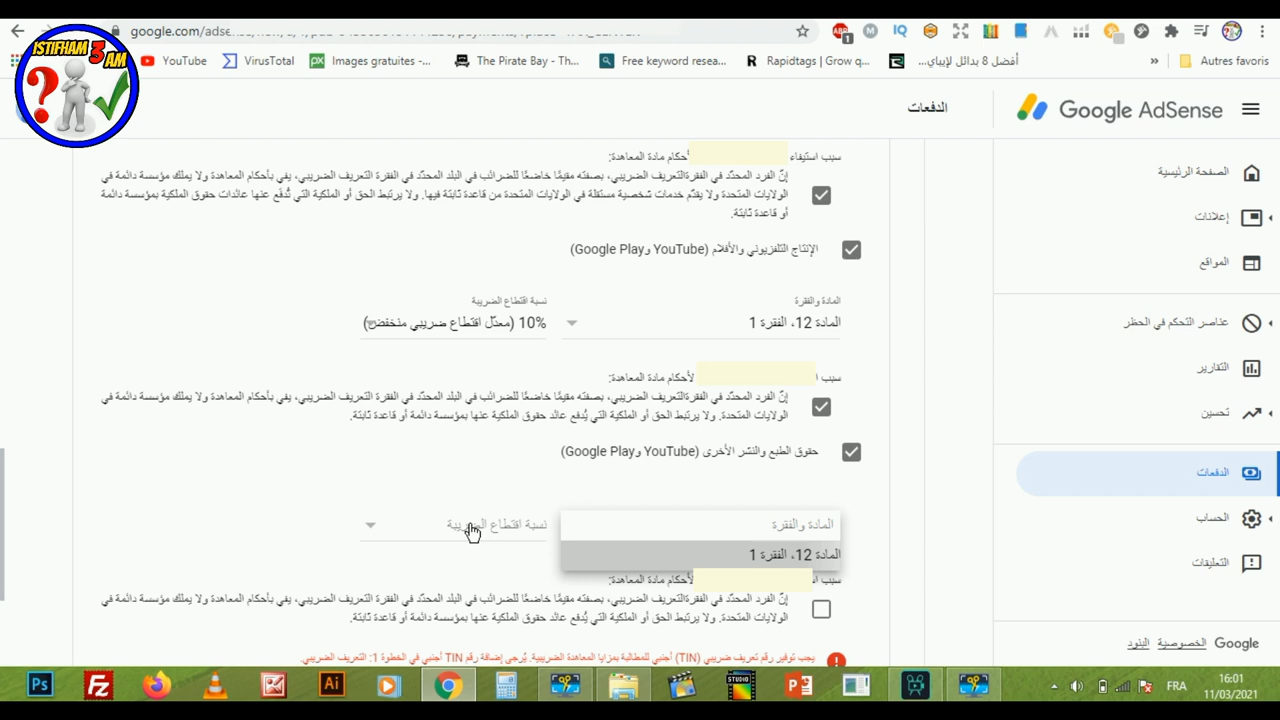 ISTIFHAM 3 AM
google.com/adse
YouTube
VirusTotal
Images gratuites -...
The Pirate Bay - Th...
Free keyword resea...
Rapidtags | Grow q...
أفضل 8 بدائل لإيباي...
»
Autres favoris
Google AdSense
الدفعات
الصفحة الرئيسية
إعلانات
المواقع
عناصر التحكم في الحظر
التقارير
تحسين
الدفعات
الحساب
التعليقات
Google الخصوصية البنود
سبب استيفاء أحكام مادة المعاهدة:
إنّ الفرد المحدّد في الفقرةالتعريف الضريبي، بصفته مقيمًا خاضعًا للضرائب في البلد المحدّد في الفقرة التعريف الضريبي، يفي بأحكام المعاهدة ولا يملك مؤسسة دائمة في
الولايات المتحدة ولا يقدّم خدمات شخصية مستقلة في الولايات المتحدة من قاعدة ثابتة فيها. ولا يرتبط الحق أو الملكية التي تُدفَع عنها عائدات حقوق الملكية بمؤسسة دائمة
أو قاعدة ثابتة.
الإنتاج التلفزيوني والأفلام (YouTube وGoogle Play)
المادة والفقرة
نسبة اقتطاع الضريبة
المادة 12، الفقرة 1
10% (معدّل اقتطاع ضريبي منخفض)
سبب ا لأحكام مادة المعاهدة:
إنّ الفرد المحدّد في الفقرةالتعريف الضريبي، بصفته مقيمًا خاضعًا للضرائب في البلد المحدّد في الفقرة التعريف الضريبي، يفي بأحكام المعاهدة ولا يملك مؤسسة دائمة في
الولايات المتحدة. ولا يرتبط الحق أو الملكية التي يُدفع عائد حقوق الملكية عنها بمؤسسة دائمة أو قاعدة ثابتة.
حقوق الطبع والنشر الأخرى (YouTube وGoogle Play)
المادة والفقرة
نسبة اقتطاع الضريبة
المادة 12، الفقرة 1
لأحكام مادة المعاهدة:
إنّ الفرد المحدّد في الفقرةالتعريف الضريبي، بصفته مقيمًا خاضعًا للضرائب في البلد المحدّد في الفقرة التعريف الضريبي، يفي بأحكام المعاهدة ولا يملك مؤسسة دائمة في
الولايات المتحدة. ولا يرتبط الحق أو الملكية التي يُدفع عائد حقوق الملكية عنها بمؤسسة دائمة أو قاعدة ثابتة.
يجب توفير رقم تعريف ضريبي (TIN) أجنبي للمطالبة بمزايا المعاهدة الضريبية. يُرجى إضافة رقم TIN أجنبي في الخطوة 1: التعريف الضريبي.
FRA
16:01
11/03/2021